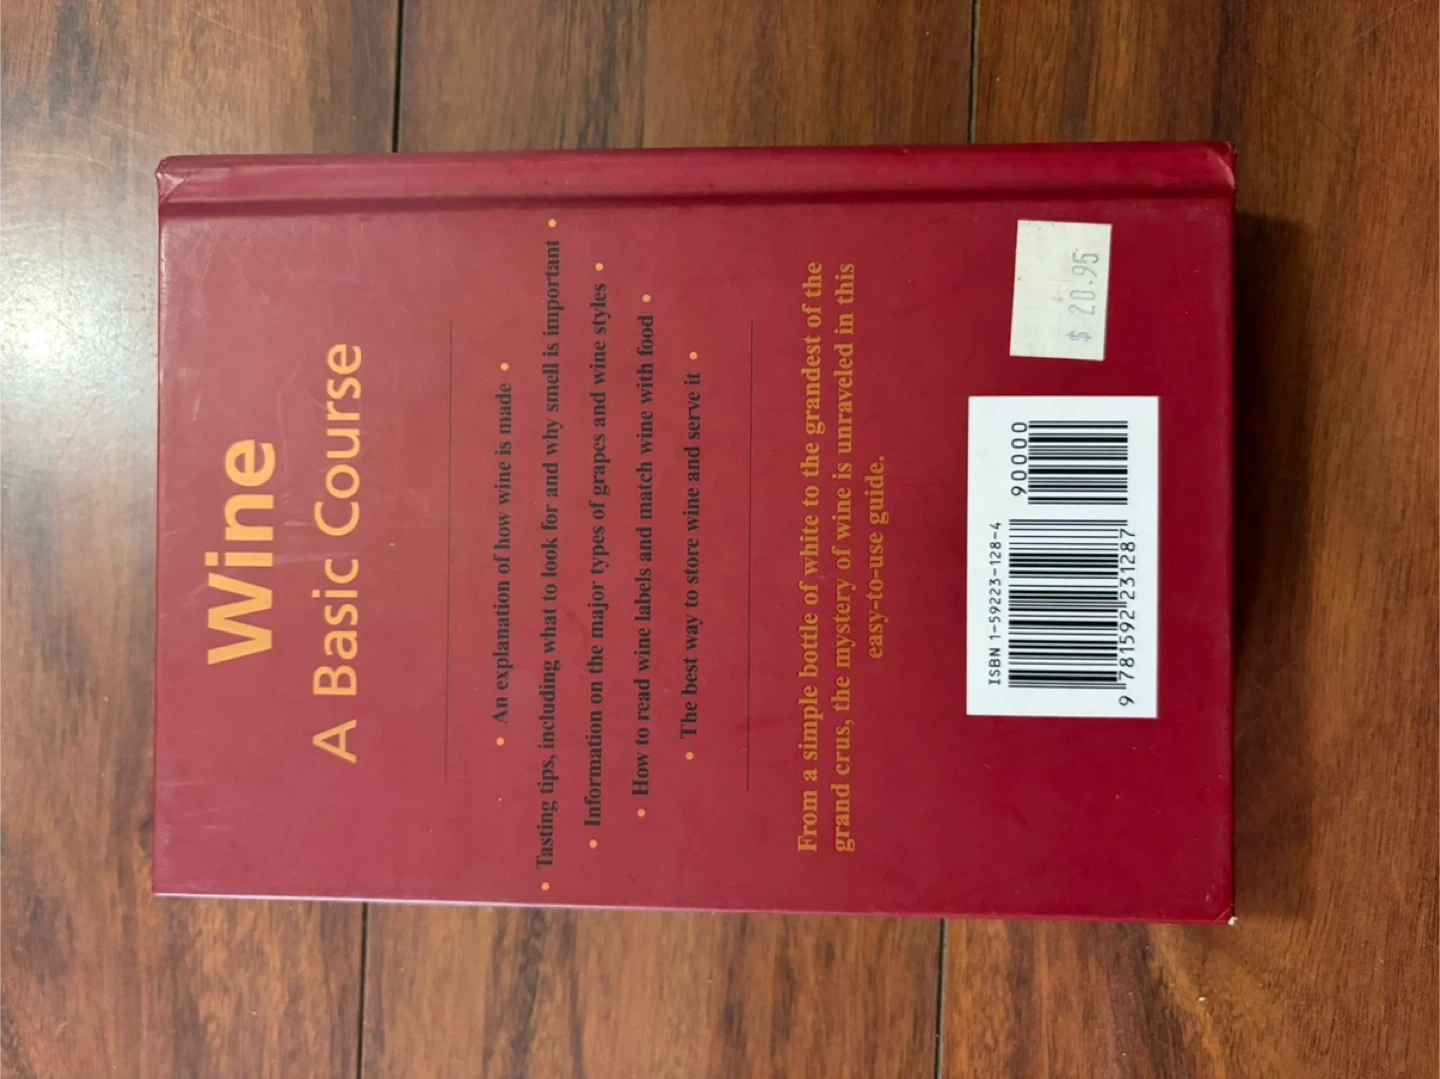 Wine
A Basic Course
• An explanation of how wine is made •
• Tasting tips, including what to look for and why smell is important •
• Information on the major types of grapes and wine styles •
• How to read wine labels and match wine with food •
• The best way to store wine and serve it •
From a simple bottle of white to the grandest of the
grand crus, the mystery of wine is unraveled in this
easy-to-use guide.
$ 20.95
ISBN 1-59223-128-4
90000
9 781592 231287